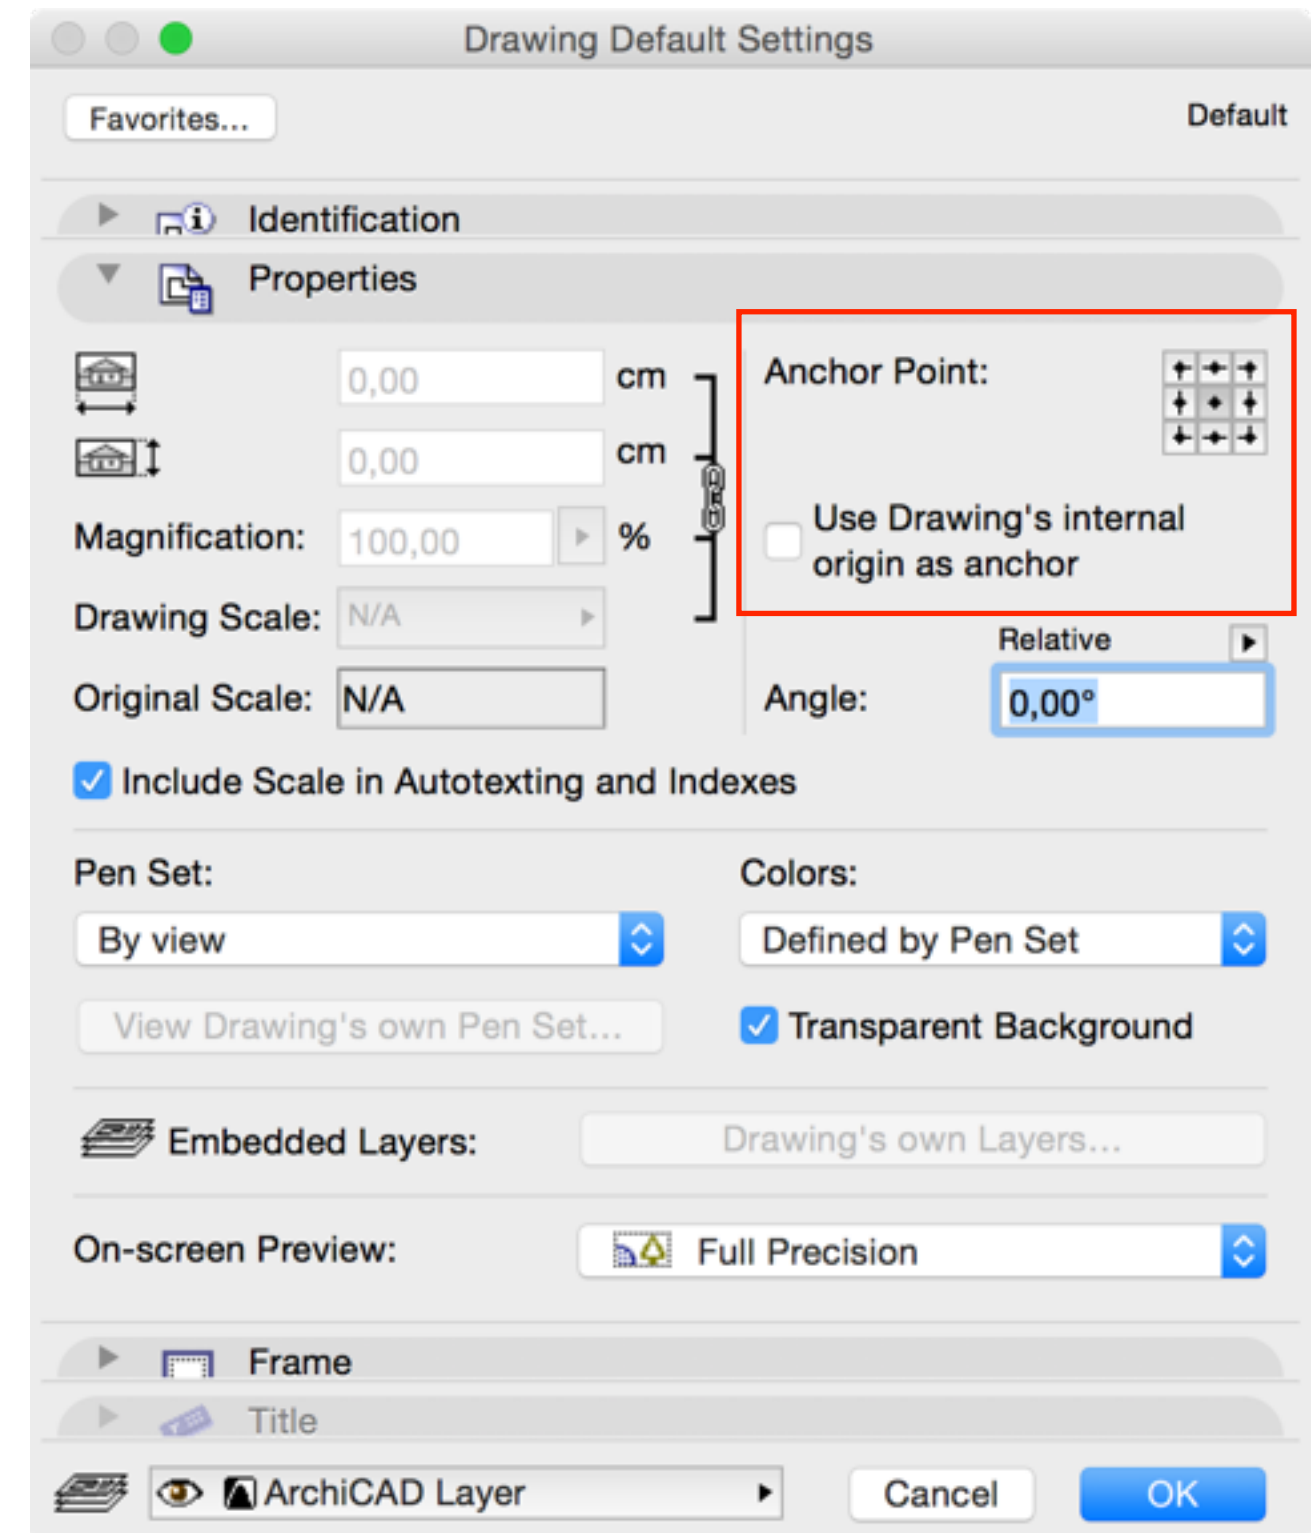 Drawing Default Settings
Favorites...
Default
Identification
Properties
0,00 cm
Anchor Point:
0,00 cm
Magnification: 100,00 %
Use Drawing's internal
origin as anchor
Drawing Scale: N/A
Relative
Original Scale: N/A
Angle: 0,00°
Include Scale in Autotexting and Indexes
Pen Set:
Colors:
By view
Defined by Pen Set
View Drawing's own Pen Set...
Transparent Background
Embedded Layers:
Drawing's own Layers...
On-screen Preview:
Full Precision
Frame
Title
ArchiCAD Layer
Cancel
OK